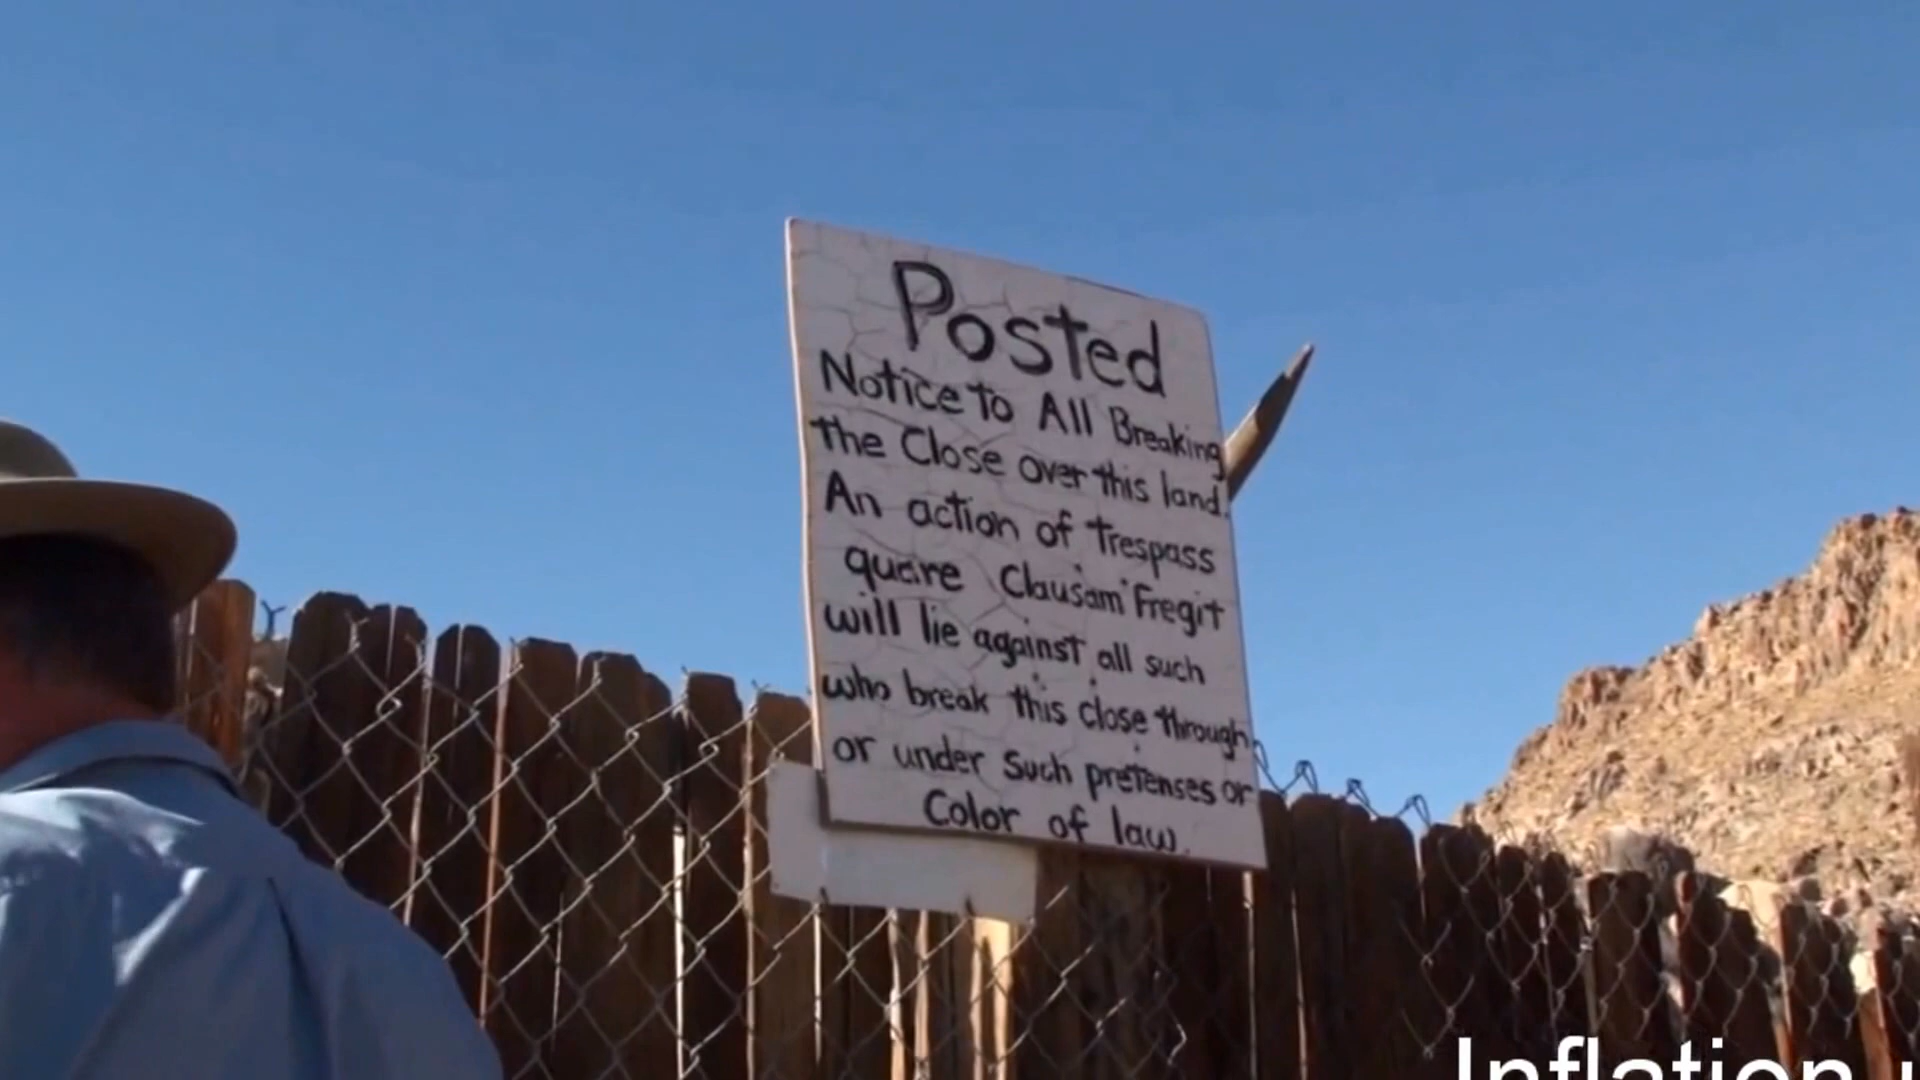 Posted
Notice to All Breaking
the Close over this land.
An action of trespass
quare Clausam Fregit
will lie against all such
who break this close through
or under such pretenses or
Color of law.
Inflation